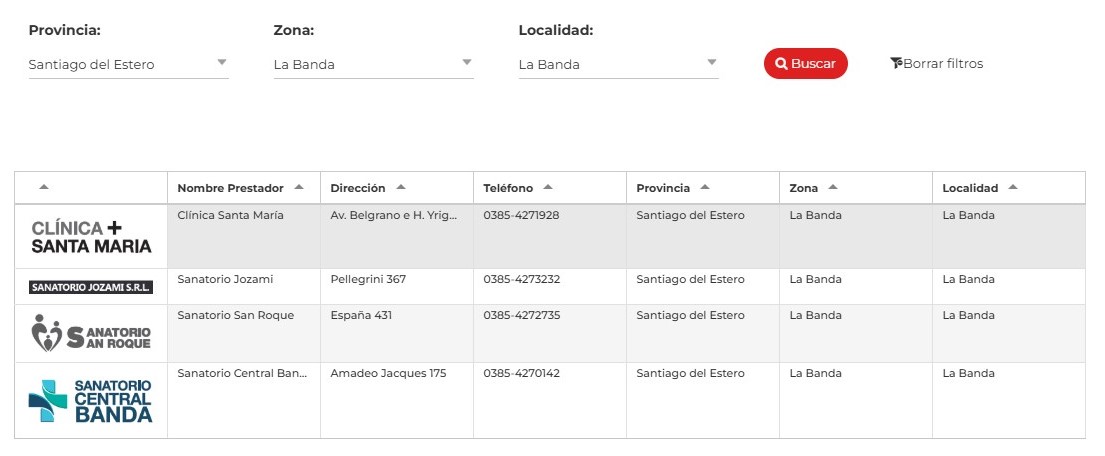 Provincia: Zona: Localidad:
Santiago del Estero La Banda La Banda Buscar Borrar filtros
Nombre Prestador Dirección Teléfono Provincia Zona Localidad
CLÍNICA +
SANTA MARIA
Clínica Santa María Av. Belgrano e H. Yrig... 0385-4271928 Santiago del Estero La Banda La Banda
SANATORIO JOZAMI S.R.L.
Sanatorio Jozami Pellegrini 367 0385-4273232 Santiago del Estero La Banda La Banda
SANATORIO
SAN ROQUE
Sanatorio San Roque España 431 0385-4272735 Santiago del Estero La Banda La Banda
SANATORIO
CENTRAL
BANDA
Sanatorio Central Ban... Amadeo Jacques 175 0385-4270142 Santiago del Estero La Banda La Banda